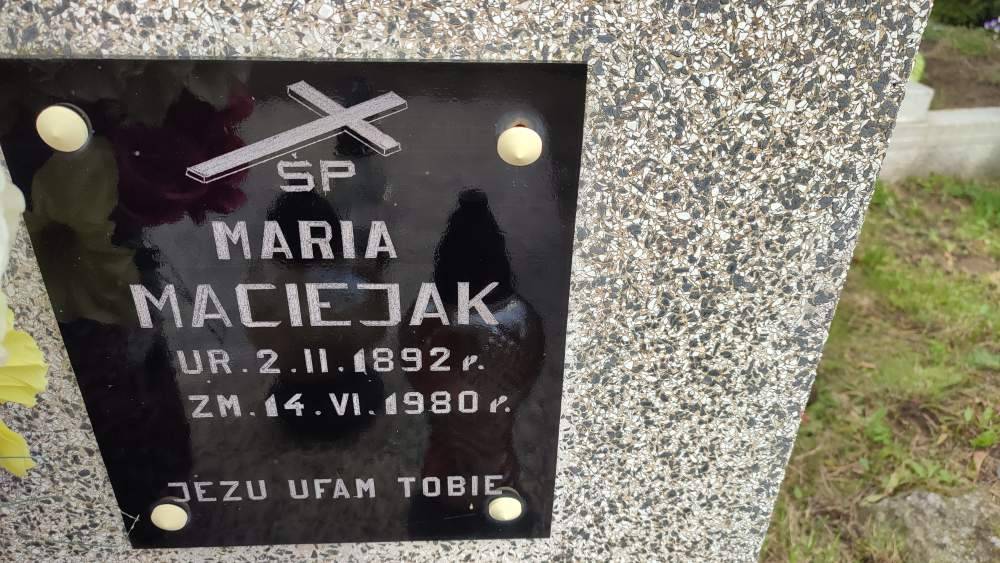 ŚP
MARIA
MACIEJAK
UR. 2. II. 1892 r.
ZM. 14. VI. 1980 r.
JEZU UFAM TOBIE